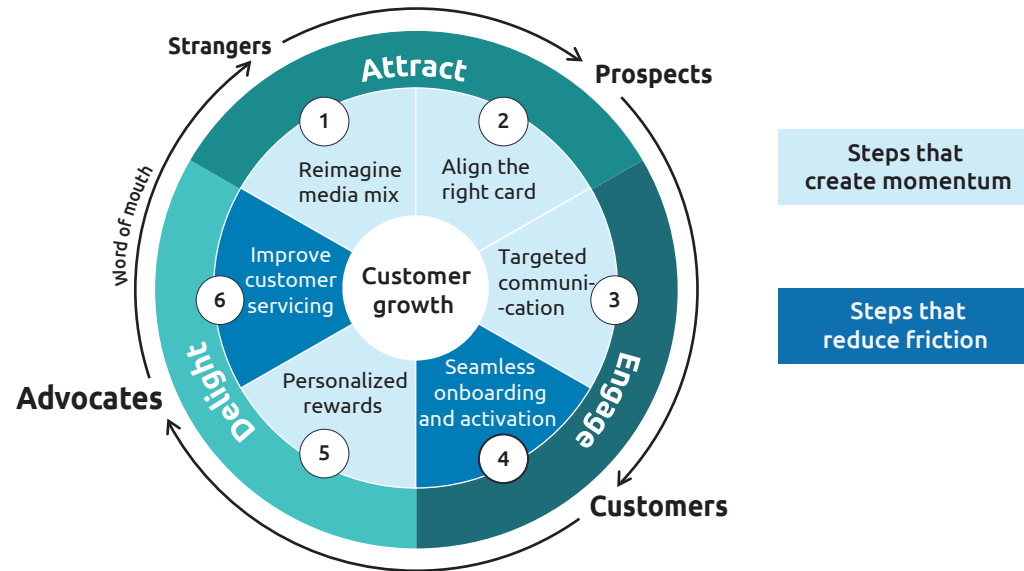 Strangers
Attract
Prospects
1
Reimagine
media mix
2
Align the
right card
Steps that
create momentum
Word of mouth
Improve
customer
servicing
6
Customer
growth
Targeted
communi-
-cation
3
Steps that
reduce friction
Delight
Personalized
rewards
5
Seamless
onboarding
and activation
4
Engage
Advocates
Customers